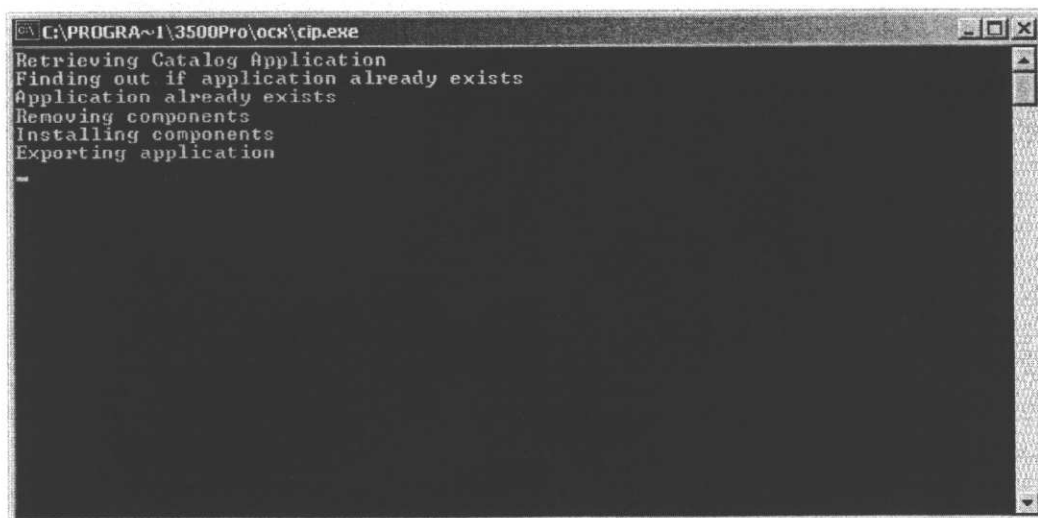 C:\PROGRA~1\3500Pro\ocx\cip.exe
Retrieving Catalog Application
Finding out if application already exists
Application already exists
Removing components
Installing components
Exporting application